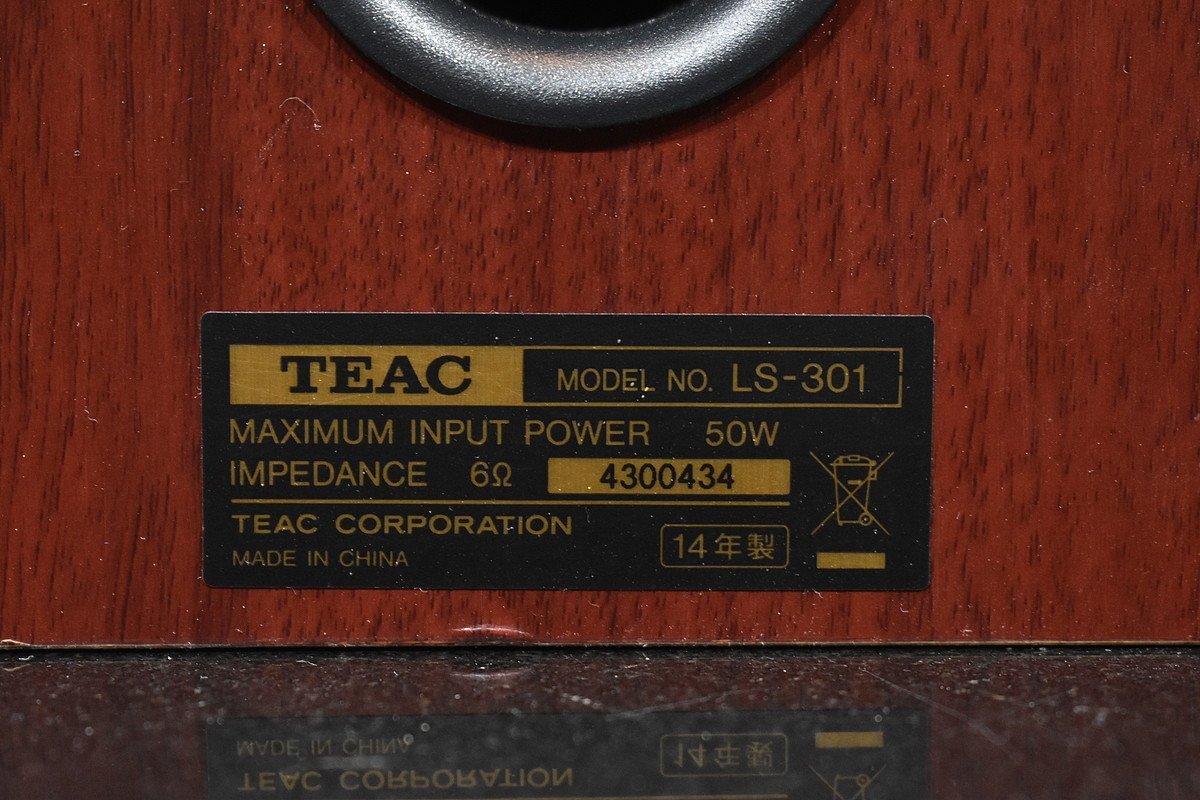 TEAC MODEL NO. LS-301
MAXIMUM INPUT POWER 50W
IMPEDANCE 6Ω 4300434
TEAC CORPORATION
MADE IN CHINA 14年製